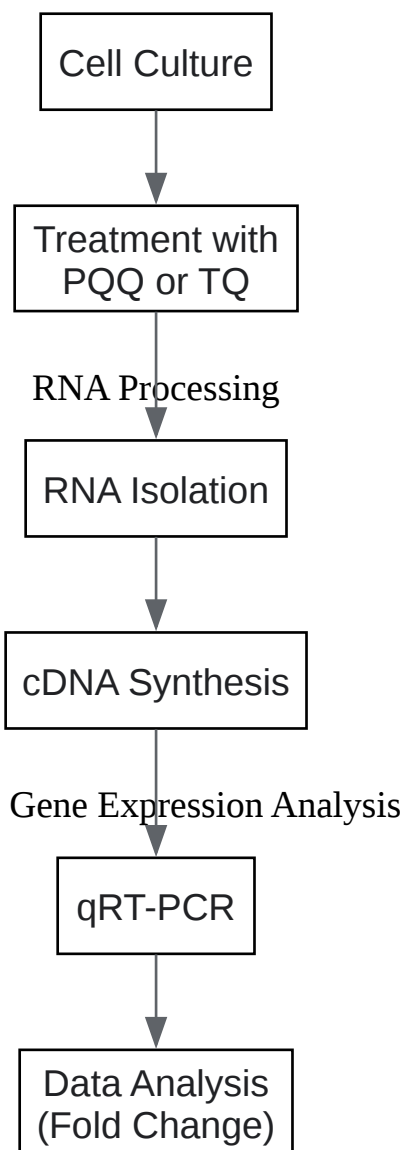 Cell Culture
Treatment with
PQQ or TQ
RNA Processing
RNA Isolation
cDNA Synthesis
Gene Expression Analysis
qRT-PCR
Data Analysis
(Fold Change)